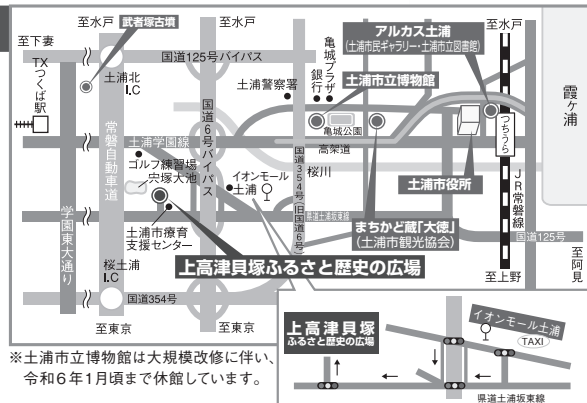 至水戸
武者塚古墳
至水戸
アルカス土浦
(土浦市民ギャラリー・土浦市立図書館)
至水戸
至下妻
国道125号バイパス
亀城プラザ
銀行
土浦市立博物館
TX
つくば駅
土浦北
I.C
土浦警察署
霞ヶ浦
国道6号バイパス
亀城公園
つちうら
土浦学園線
高架道
常磐自動車道
ゴルフ練習場
宍塚大池
イオンモール
土浦
国道354号(旧国道6号)
桜川
土浦市役所
JR常磐線
学園東大通り
県道土浦坂東線
まちかど蔵「大徳」
(土浦市観光協会)
土浦市療育
支援センター
国道125号
上高津貝塚ふるさと歴史の広場
至上野
至阿見
桜土浦
I.C
国道354号
至東京
至東京
上高津貝塚
ふるさと歴史の広場
イオンモール土浦
TAXI
県道土浦坂東線
※土浦市立博物館は大規模改修に伴い、
令和6年1月頃まで休館しています。